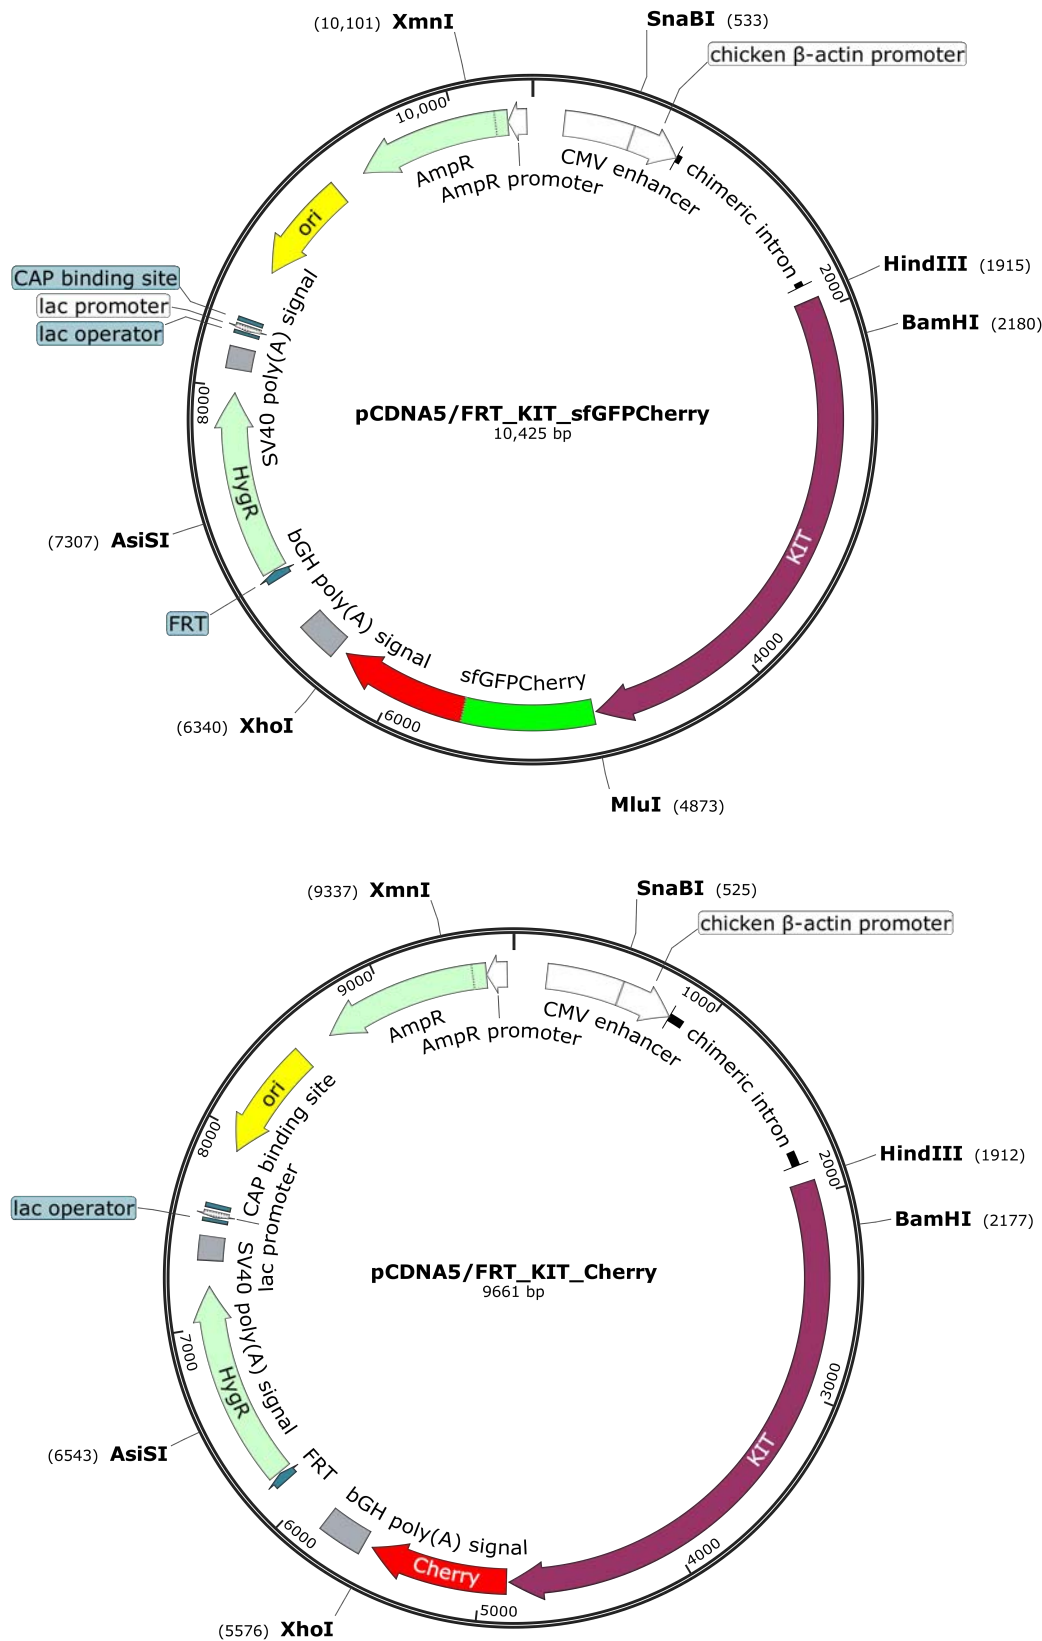 (10,101) XmnI
SnaBI (533)
chicken β-actin promoter
10,000
AmpR
AmpR promoter
CMV enhancer
chimeric intron
ori
HindIII (1915)
2000
BamHI (2180)
CAP binding site
lac promoter
lac operator
SV40 poly(A) signal
8000
pCDNA5/FRT_KIT_sfGFPCherry
10,425 bp
HygR
(7307) AsiSI
KIT
bGH poly(A) signal
FRT
4000
sfGFPCherry
6000
(6340) XhoI
MluI (4873)
(9337) XmnI
SnaBI (525)
chicken β-actin promoter
9000
1000
AmpR
AmpR promoter
CMV enhancer
chimeric intron
ori
8000
CAP binding site
HindIII (1912)
2000
lac operator
lac promoter
BamHI (2177)
SV40 poly(A) signal
pCDNA5/FRT_KIT_Cherry
9661 bp
7000
HygR
3000
(6543) AsiSI
KIT
FRT
bGH poly(A) signal
6000
4000
Cherry
5000
(5576) XhoI